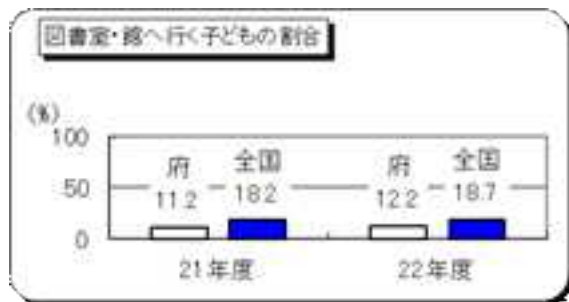 図書室・館へ行く子どもの割合
(%)
100
府 全国 府 全国
50
11.2 18.2 12.2 18.7
0
21年度 22年度